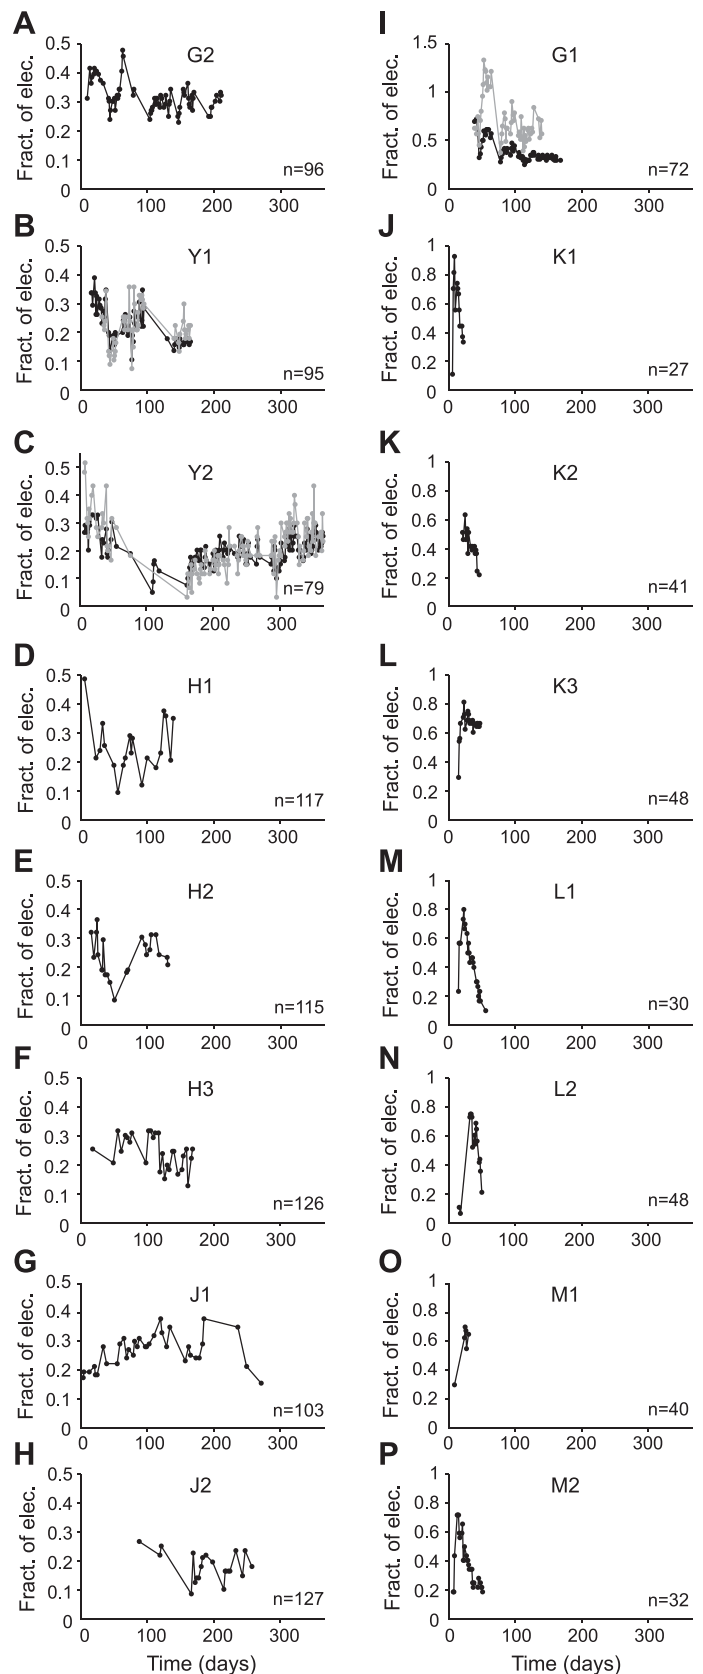 A
G2
Fract. of elec.
0.5
0.4
0.3
0.2
0.1
0
n=96
0 100 200 300
B
Y1
Fract. of elec.
0.5
0.4
0.3
0.2
0.1
0
n=95
0 100 200 300
C
Y2
Fract. of elec.
0.5
0.4
0.3
0.2
0.1
0
n=79
0 100 200 300
D
H1
Fract. of elec.
0.5
0.4
0.3
0.2
0.1
0
n=117
0 100 200 300
E
H2
Fract. of elec.
0.5
0.4
0.3
0.2
0.1
0
n=115
0 100 200 300
F
H3
Fract. of elec.
0.5
0.4
0.3
0.2
0.1
0
n=126
0 100 200 300
G
J1
Fract. of elec.
0.5
0.4
0.3
0.2
0.1
0
n=103
0 100 200 300
H
J2
Fract. of elec.
0.5
0.4
0.3
0.2
0.1
0
n=127
0 100 200 300
Time (days)
I
G1
Fract. of elec.
1.5
1
0.5
0
n=72
0 100 200 300
J
K1
Fract. of elec.
1
0.8
0.6
0.4
0.2
0
n=27
0 100 200 300
K
K2
Fract. of elec.
1
0.8
0.6
0.4
0.2
0
n=41
0 100 200 300
L
K3
Fract. of elec.
1
0.8
0.6
0.4
0.2
0
n=48
0 100 200 300
M
L1
Fract. of elec.
1
0.8
0.6
0.4
0.2
0
n=30
0 100 200 300
N
L2
Fract. of elec.
1
0.8
0.6
0.4
0.2
0
n=48
0 100 200 300
O
M1
Fract. of elec.
1
0.8
0.6
0.4
0.2
0
n=40
0 100 200 300
P
M2
Fract. of elec.
1
0.8
0.6
0.4
0.2
0
n=32
0 100 200 300
Time (days)